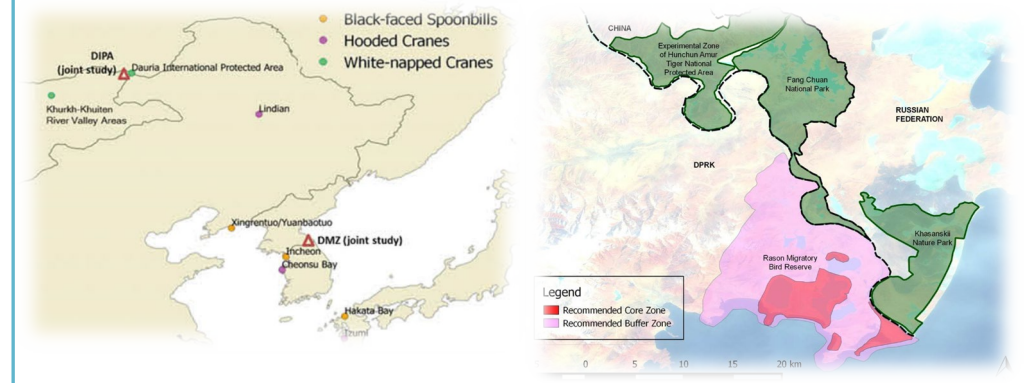 Black-faced Spoonbills
Hooded Cranes
White-napped Cranes
DIPA
(joint study)
Dauria International Protected Area
Khurkh-Khuiten
River Valley Areas
Lindian
Xingrentuo/Yuanbaotuo
DMZ (joint study)
Incheon
Cheonsu Bay
Hakata Bay
Izumi
CHINA
Experimental Zone
of Hunchun Amur
Tiger National
Protected Area
Fang Chuan
National Park
RUSSIAN
FEDERATION
DPRK
Khasanskii
Nature Park
Rason Migratory
Bird Reserve
Legend
Recommended Core Zone
Recommended Buffer Zone
0 5 10 15 20 km